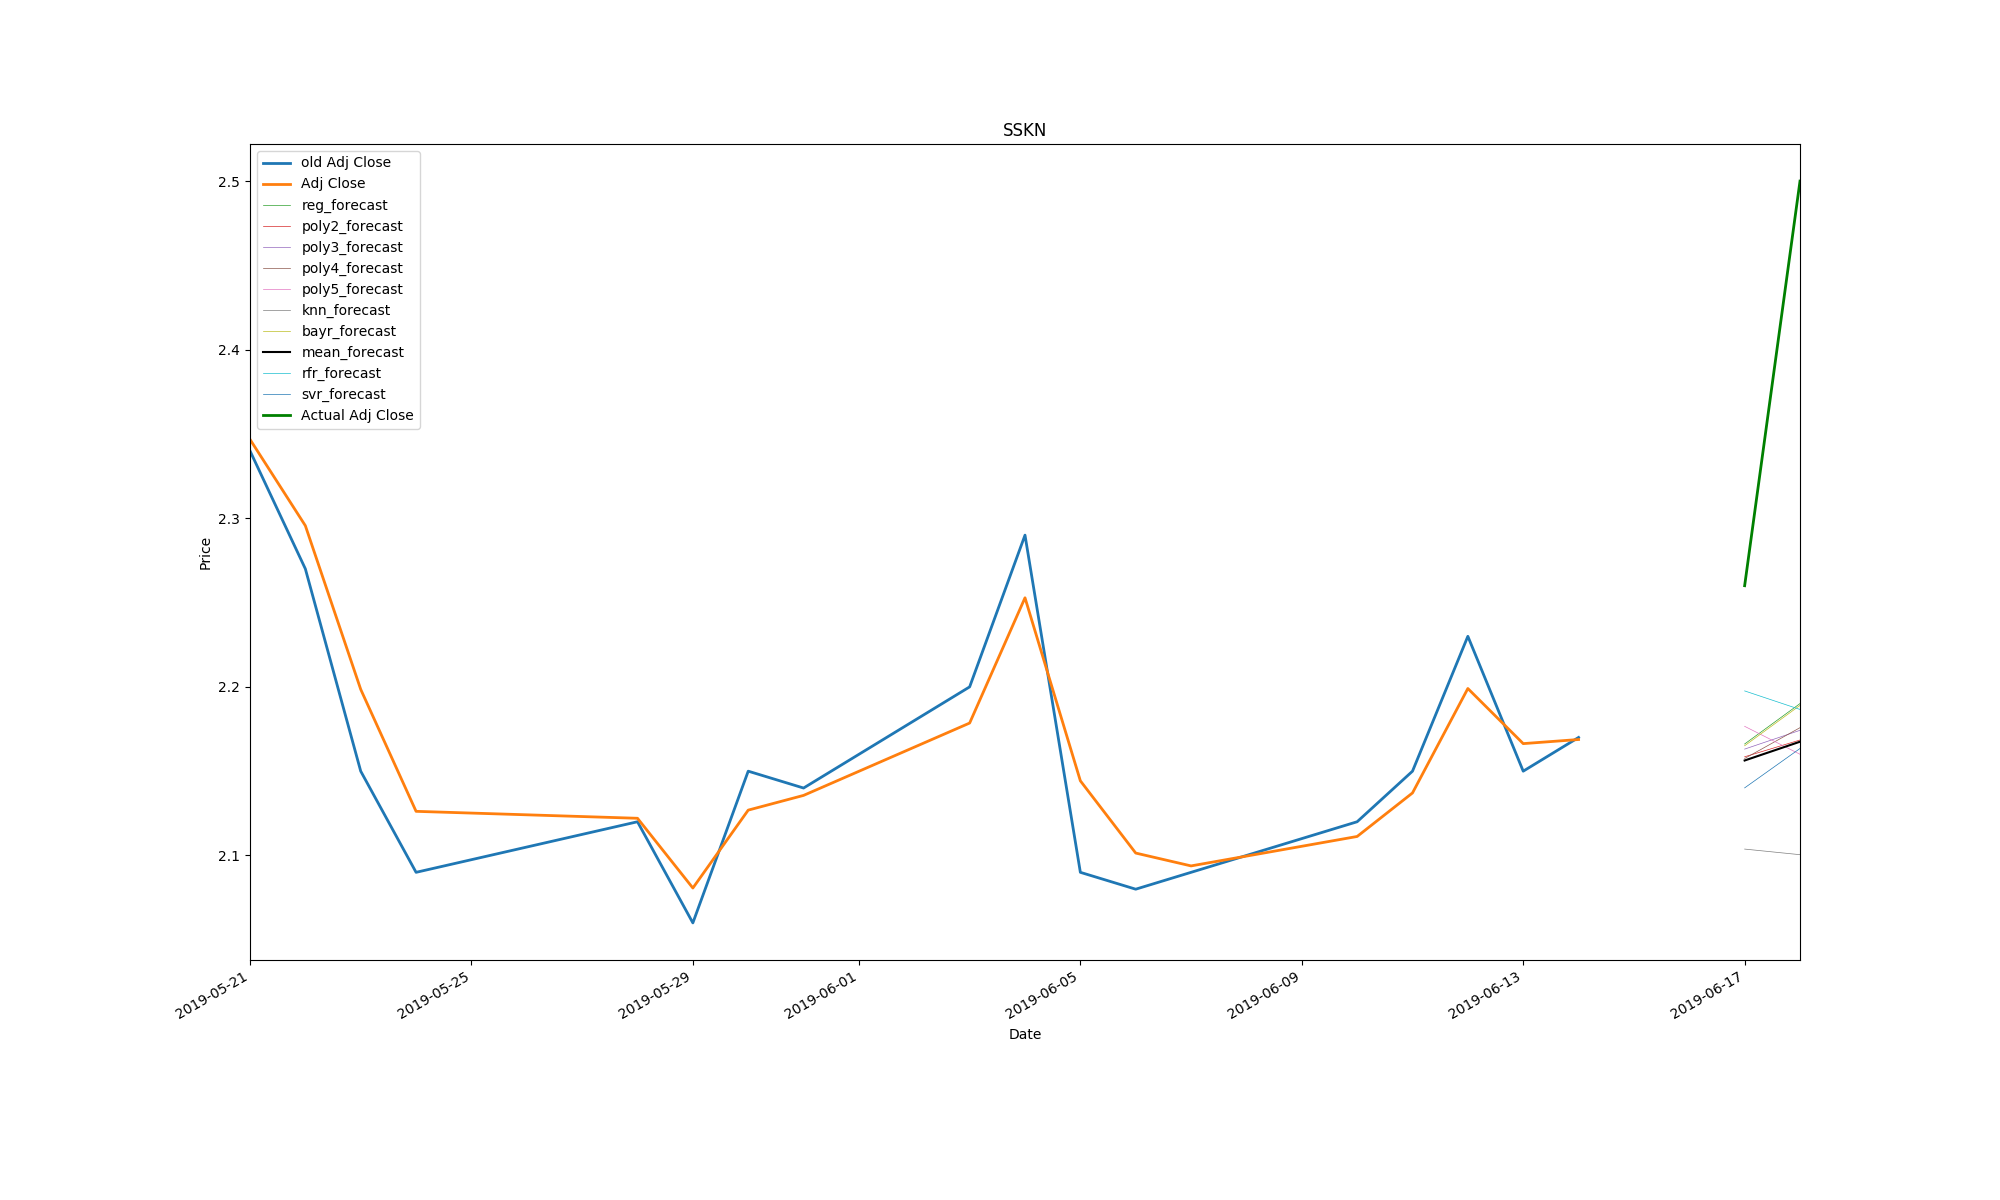 SSKN
old Adj Close
Adj Close
reg_forecast
poly2_forecast
poly3_forecast
poly4_forecast
poly5_forecast
knn_forecast
bayr_forecast
mean_forecast
rfr_forecast
svr_forecast
Actual Adj Close
2.5
2.4
2.3
2.2
2.1
Price
2019-05-21 2019-05-25 2019-05-29 2019-06-01 2019-06-05 2019-06-09 2019-06-13 2019-06-17
Date